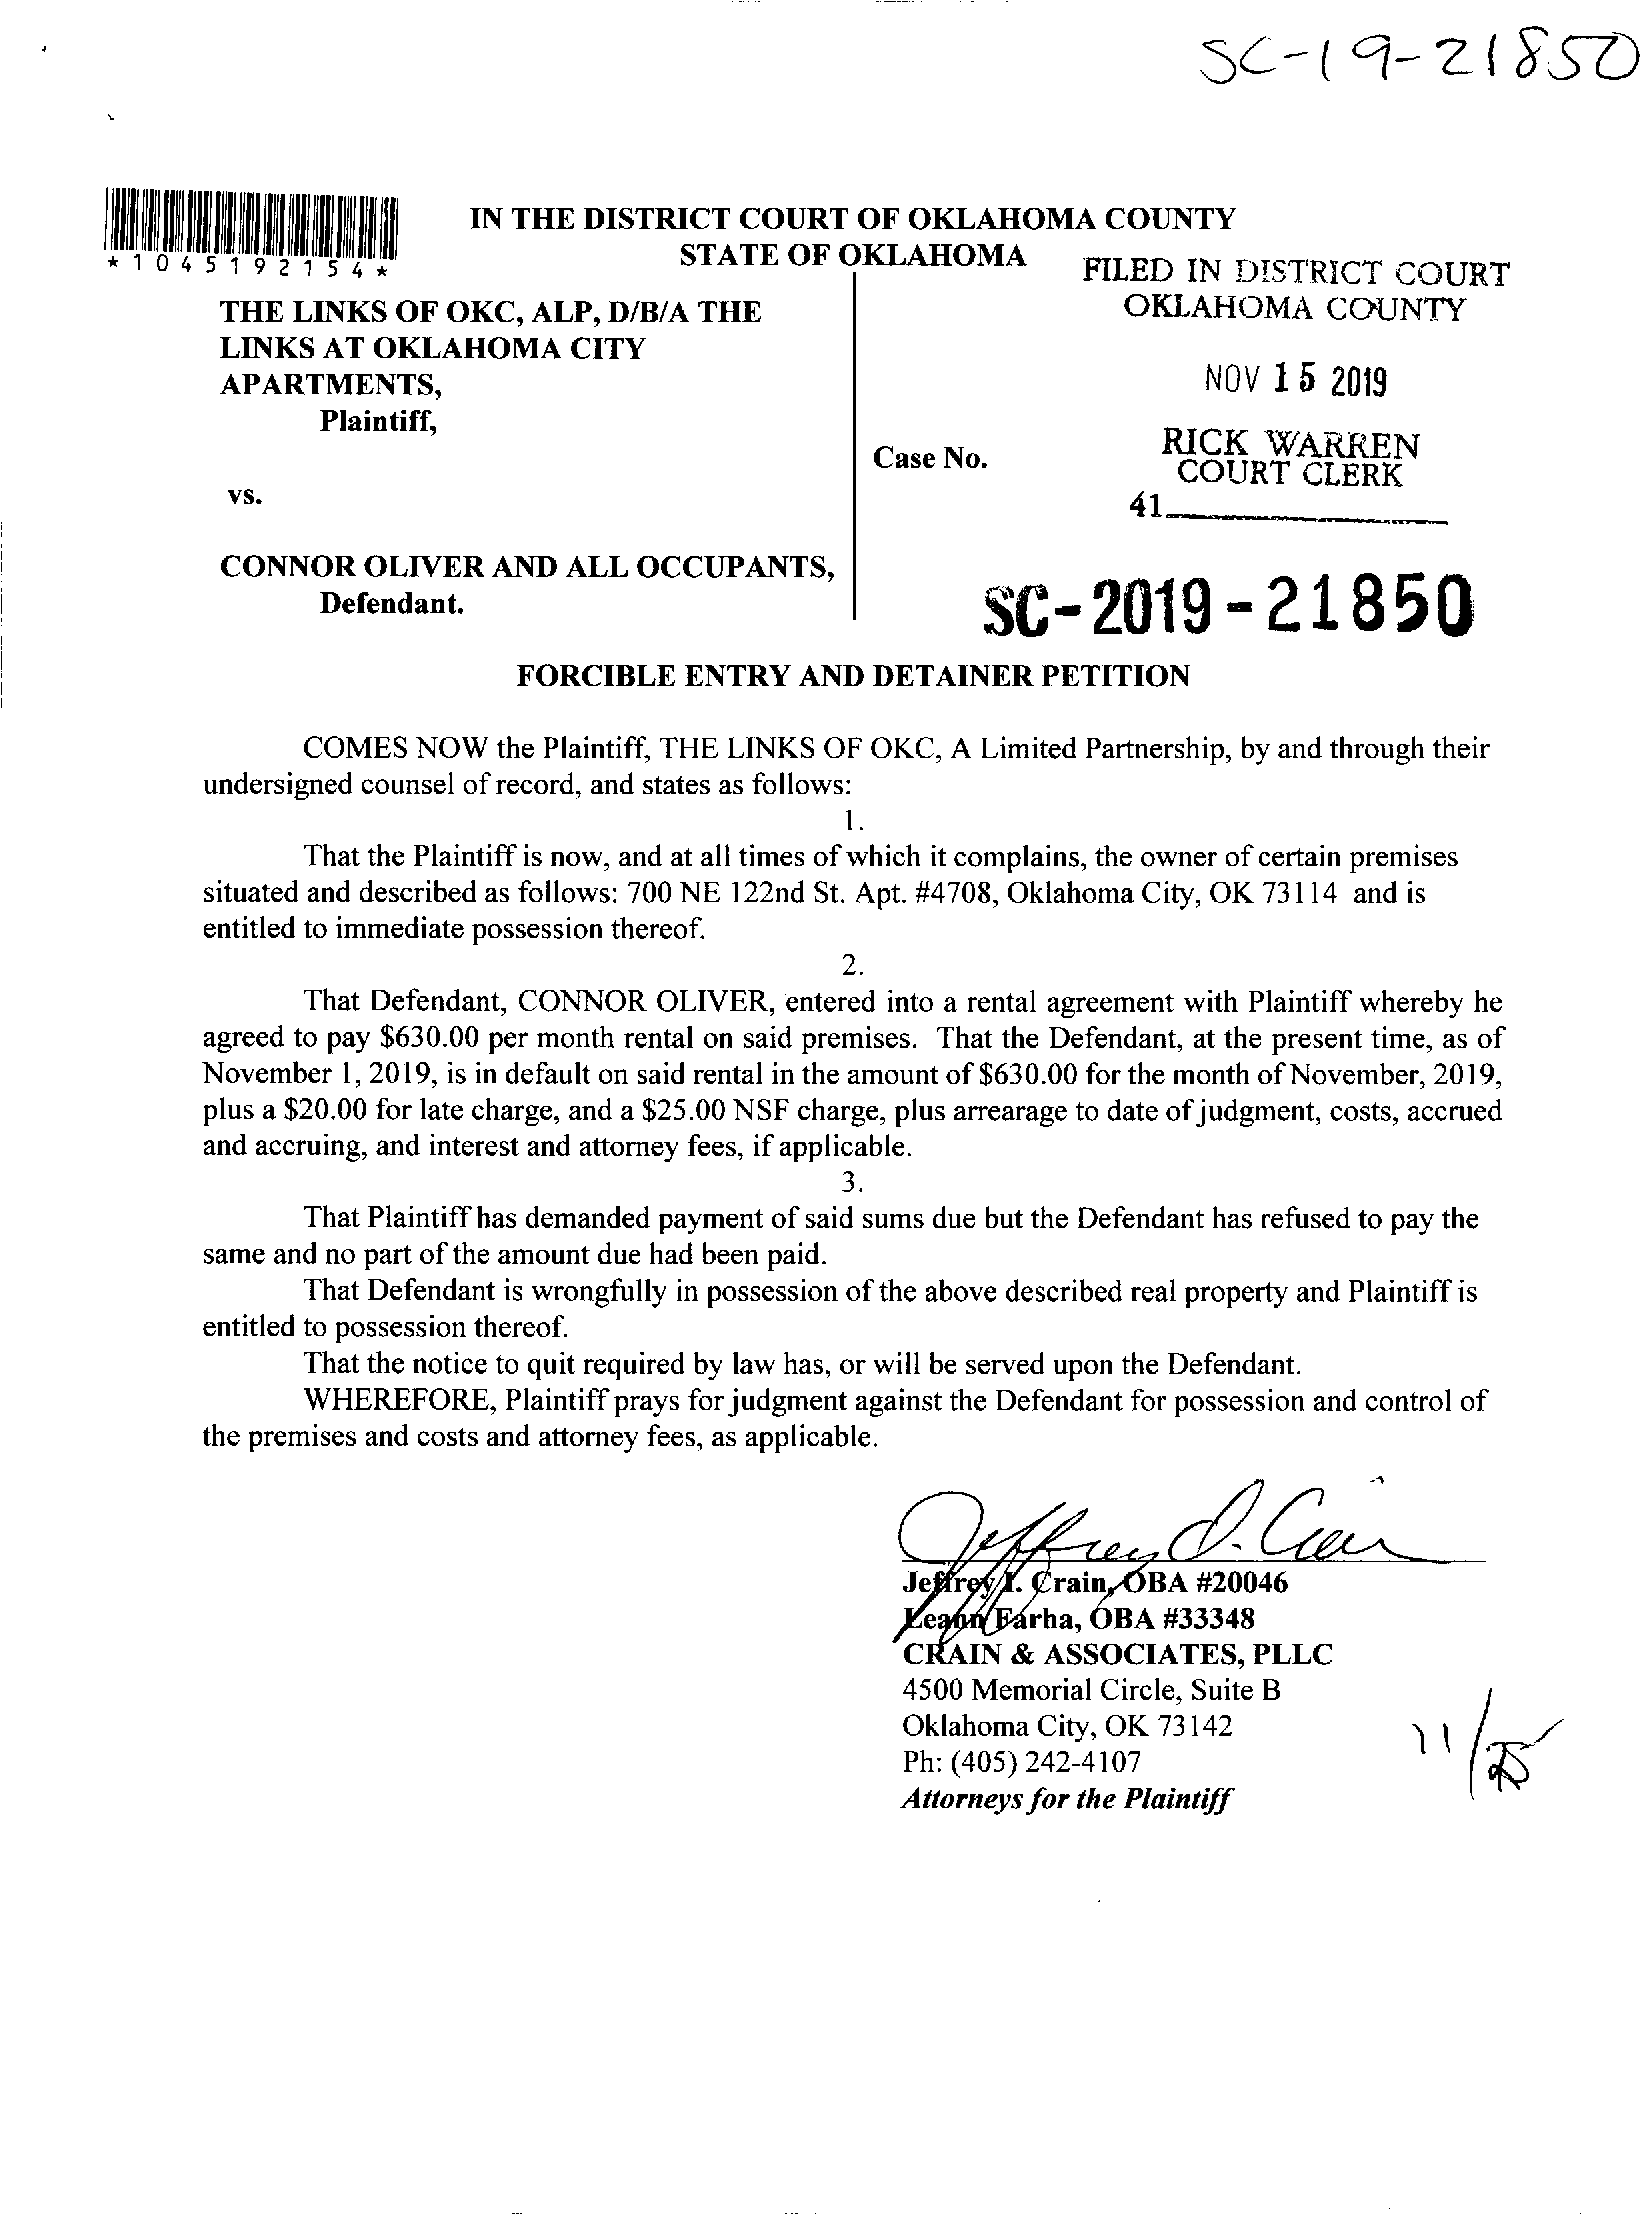 SC-19-21850
*1045192154*
IN THE DISTRICT COURT OF OKLAHOMA COUNTY
STATE OF OKLAHOMA
FILED IN DISTRICT COURT
OKLAHOMA COUNTY
NOV 15 2019
RICK WARREN
COURT CLERK
41
THE LINKS OF OKC, ALP, D/B/A THE
LINKS AT OKLAHOMA CITY
APARTMENTS,
Plaintiff,
Case No.
vs.
CONNOR OLIVER AND ALL OCCUPANTS,
Defendant.
SC-2019-21850
FORCIBLE ENTRY AND DETAINER PETITION
COMES NOW the Plaintiff, THE LINKS OF OKC, A Limited Partnership, by and through their
undersigned counsel of record, and states as follows:
1.
That the Plaintiff is now, and at all times of which it complains, the owner of certain premises
situated and described as follows: 700 NE 122nd St. Apt. #4708, Oklahoma City, OK 73114 and is
entitled to immediate possession thereof.
2.
That Defendant, CONNOR OLIVER, entered into a rental agreement with Plaintiff whereby he
agreed to pay $630.00 per month rental on said premises. That the Defendant, at the present time, as of
November 1, 2019, is in default on said rental in the amount of $630.00 for the month of November, 2019,
plus a $20.00 for late charge, and a $25.00 NSF charge, plus arrearage to date of judgment, costs, accrued
and accruing, and interest and attorney fees, if applicable.
3.
That Plaintiff has demanded payment of said sums due but the Defendant has refused to pay the
same and no part of the amount due had been paid.
That Defendant is wrongfully in possession of the above described real property and Plaintiff is
entitled to possession thereof.
That the notice to quit required by law has, or will be served upon the Defendant.
WHEREFORE, Plaintiff prays for judgment against the Defendant for possession and control of
the premises and costs and attorney fees, as applicable.
Jeffrey I. Crain
Jeffrey I. Crain, OBA #20046
Leann Farha, OBA #33348
CRAIN & ASSOCIATES, PLLC
4500 Memorial Circle, Suite B
Oklahoma City, OK 73142
Ph: (405) 242-4107
Attorneys for the Plaintiff
11/25